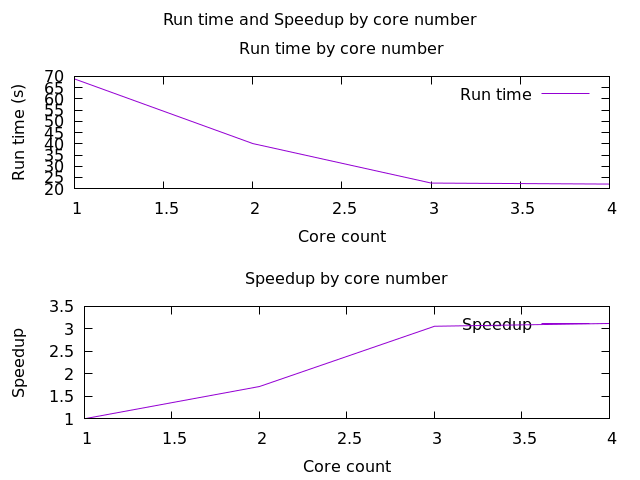 Run time and Speedup by core number
Run time by core number
Run time (s)
70
65
60
55
50
45
40
35
30
25
20
Run time
1 1.5 2 2.5 3 3.5 4
Core count
Speedup by core number
Speedup
3.5
3
2.5
2
1.5
1
Speedup
1 1.5 2 2.5 3 3.5 4
Core count